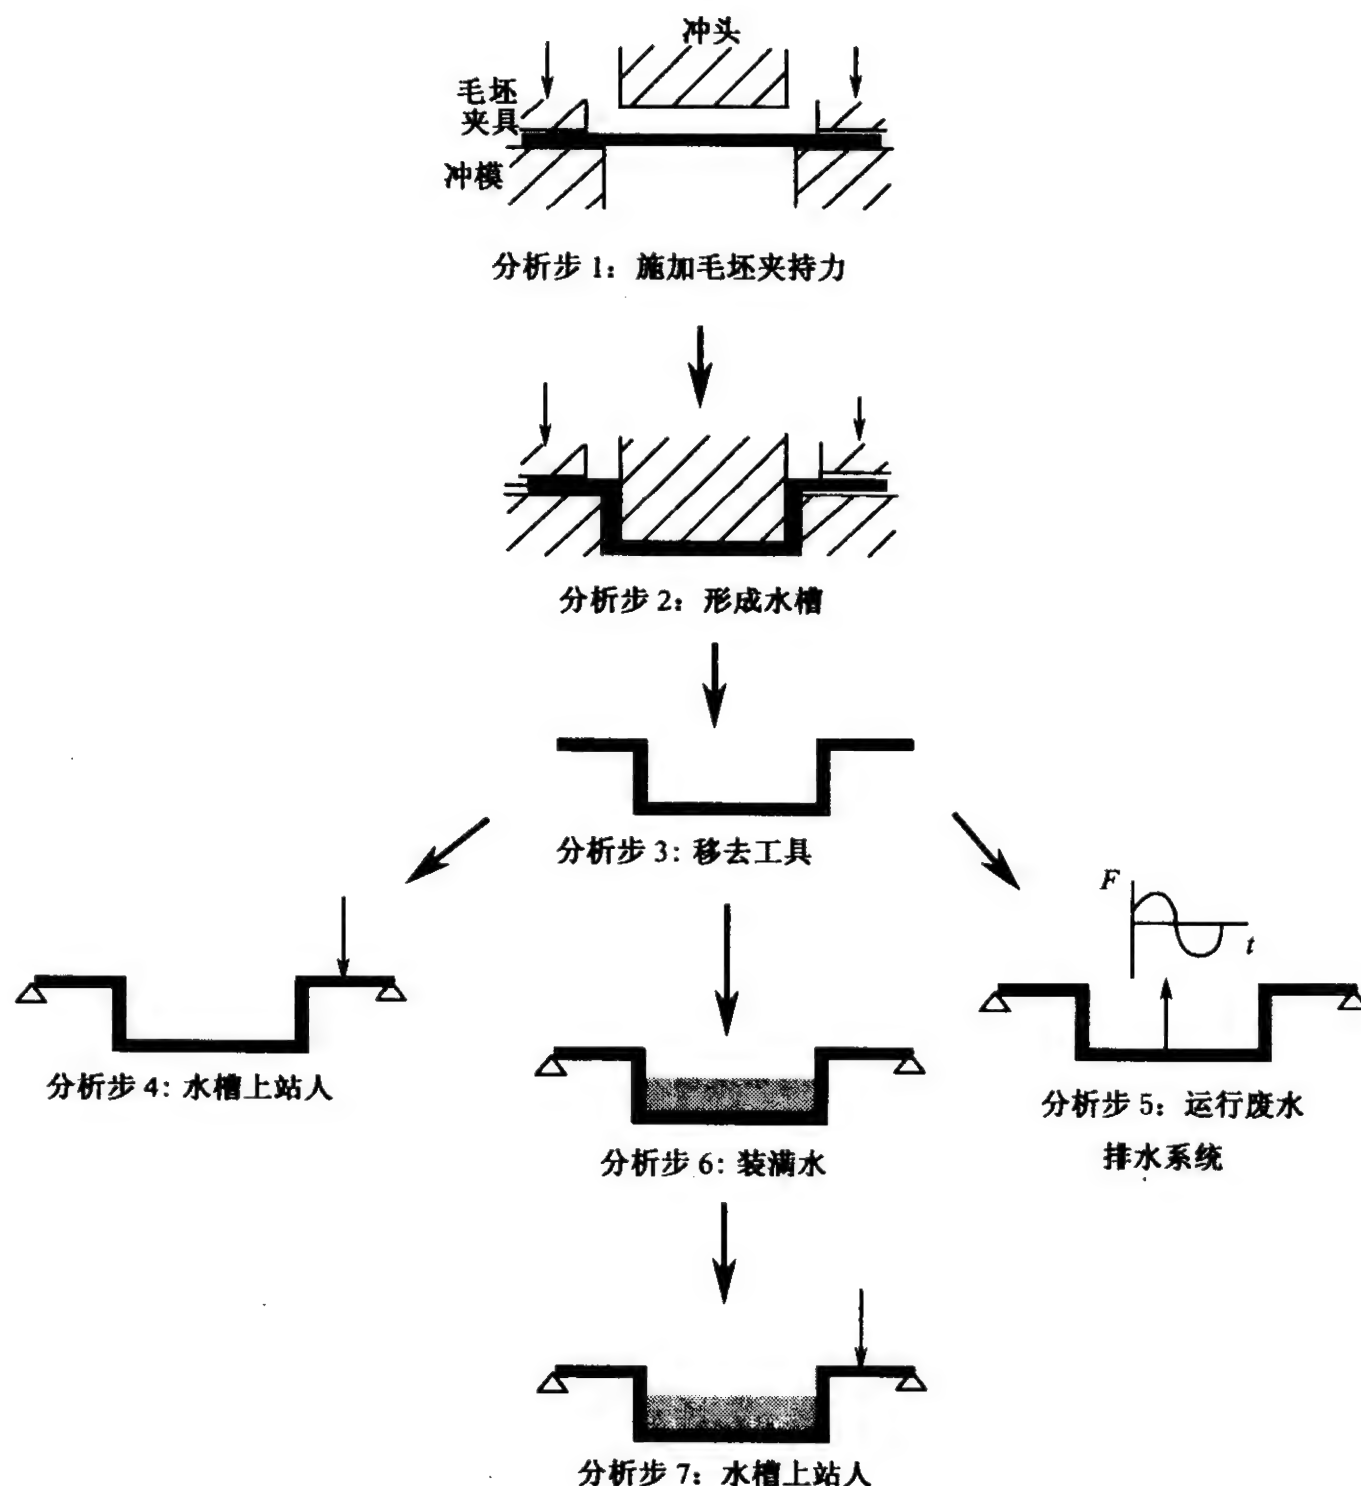 冲头
毛坯
夹具
冲模
分析步 1：施加毛坯夹持力
分析步 2：形成水槽
分析步 3：移去工具
F
t
分析步 4：水槽上站人
分析步 5：运行废水
排水系统
分析步 6：装满水
分析步 7：水槽上站人